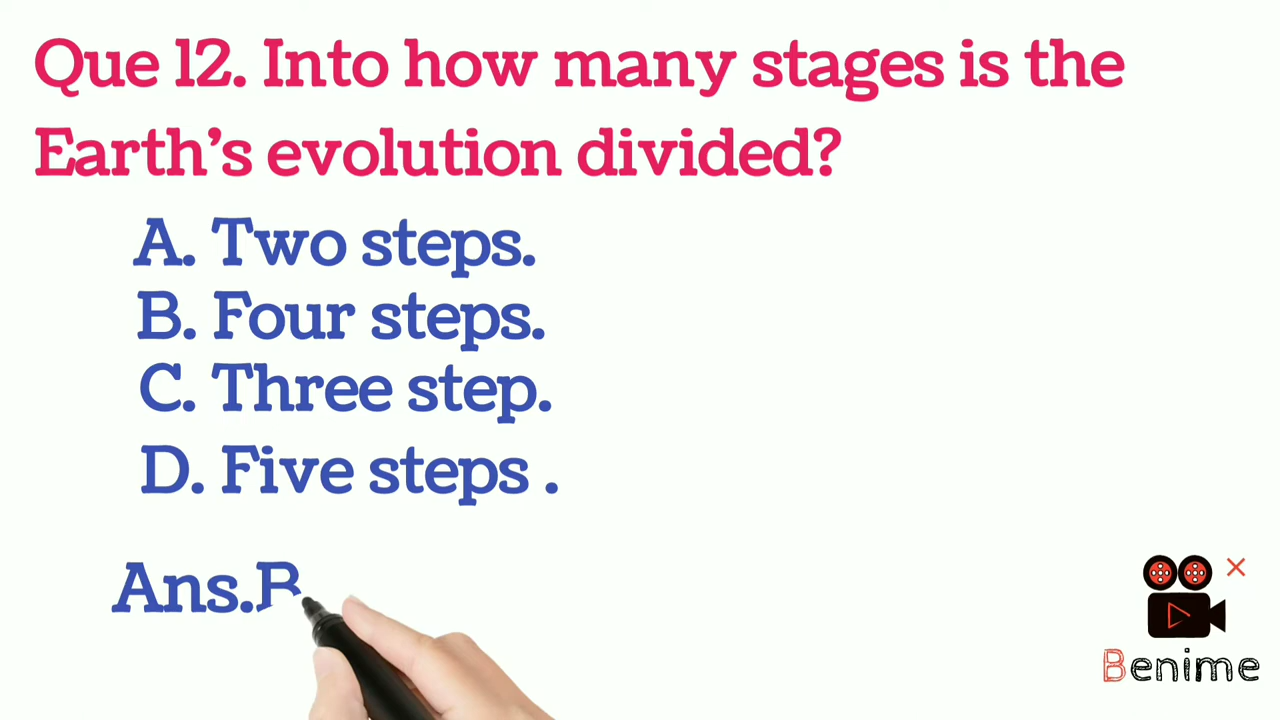 Que 12. Into how many stages is the
Earth's evolution divided?
A. Two steps.
B. Four steps.
C. Three step.
D. Five steps .
Ans.B
Benime